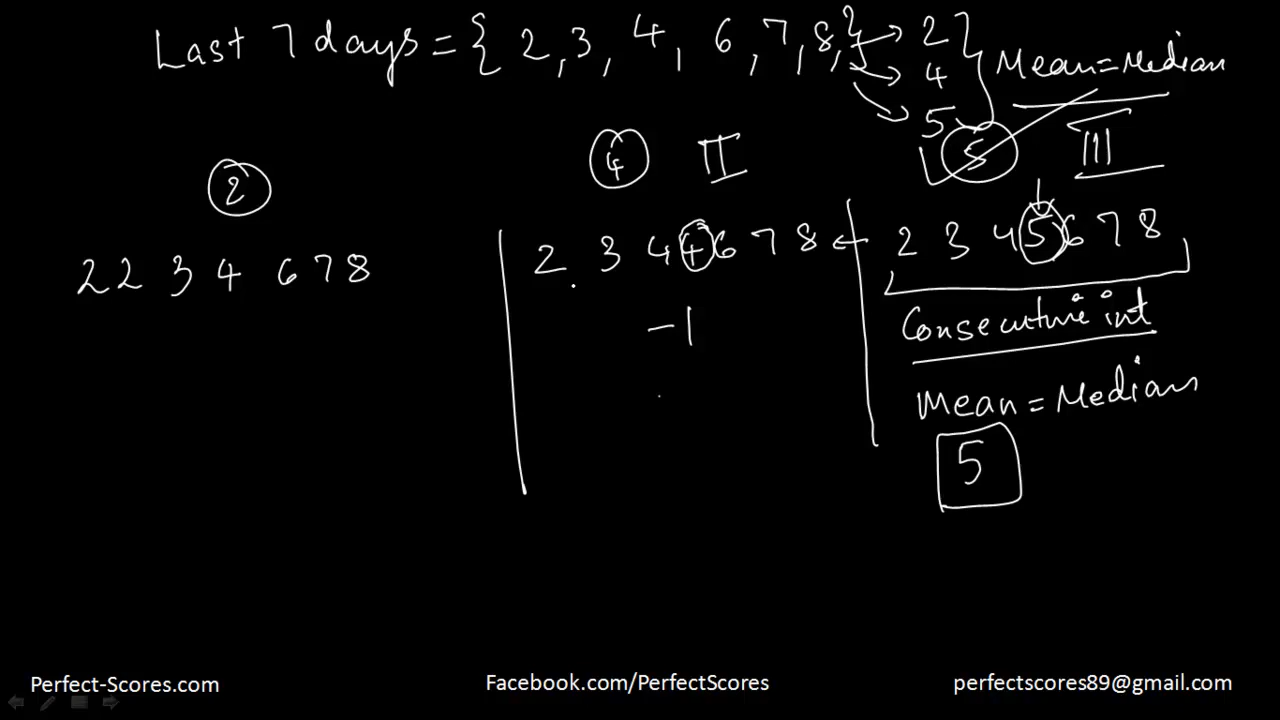 Last 7 days = { 2, 3, 4, 6, 7, 8, } → 2
→ 4
→ 5
Mean = Median
2
4 II
5 III
2 2 3 4 6 7 8
2 3 4 4 6 7 8 ←
2 3 4 5 6 7 8
-1
Consecutive int
Mean = Median
5
Perfect-Scores.com
Facebook.com/PerfectScores
perfectscores89@gmail.com